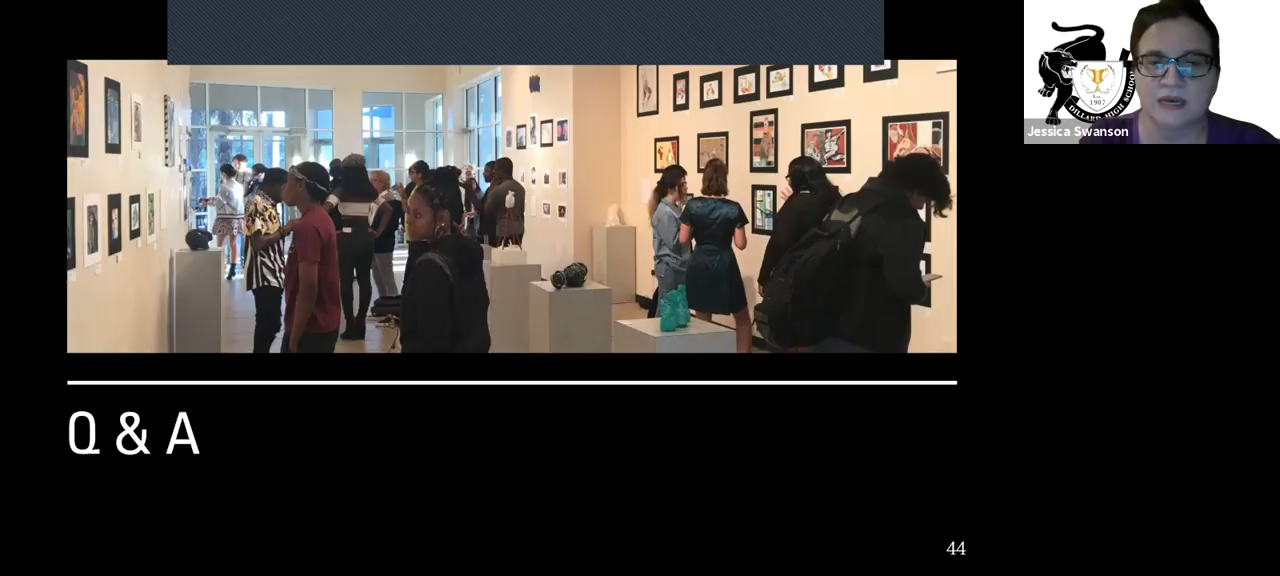 Q & A
44
Est.
1907
DILLARD HIGH SCHOOL
Jessica Swanson